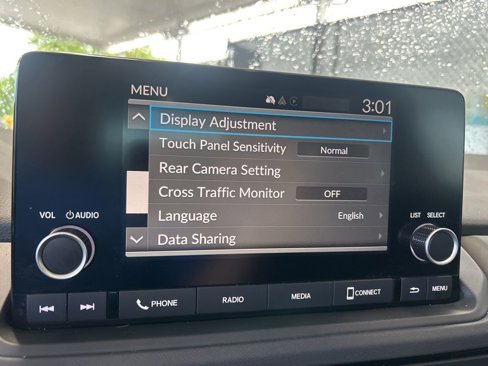 MENU
3:01
Display Adjustment
Touch Panel Sensitivity Normal
Rear Camera Setting
Cross Traffic Monitor OFF
Language English
Data Sharing
VOL AUDIO
LIST SELECT
PHONE RADIO MEDIA CONNECT MENU